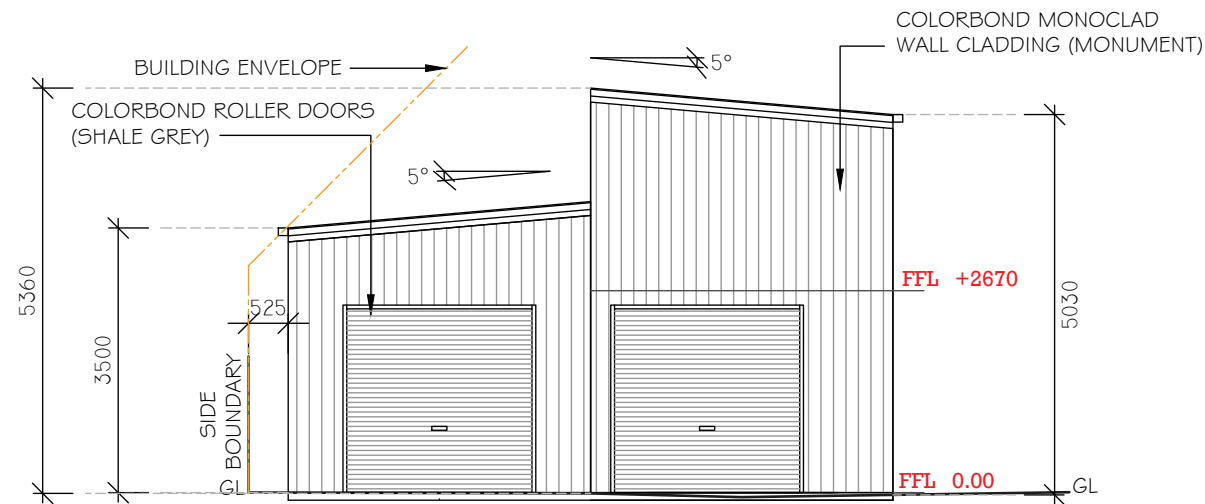 COLORBOND MONOCLAD
WALL CLADDING (MONUMENT)
BUILDING ENVELOPE
5°
COLORBOND ROLLER DOORS
(SHALE GREY)
5°
5360
3500
525
SIDE
BOUNDARY
FFL +2670
5030
FFL 0.00
GL
GL